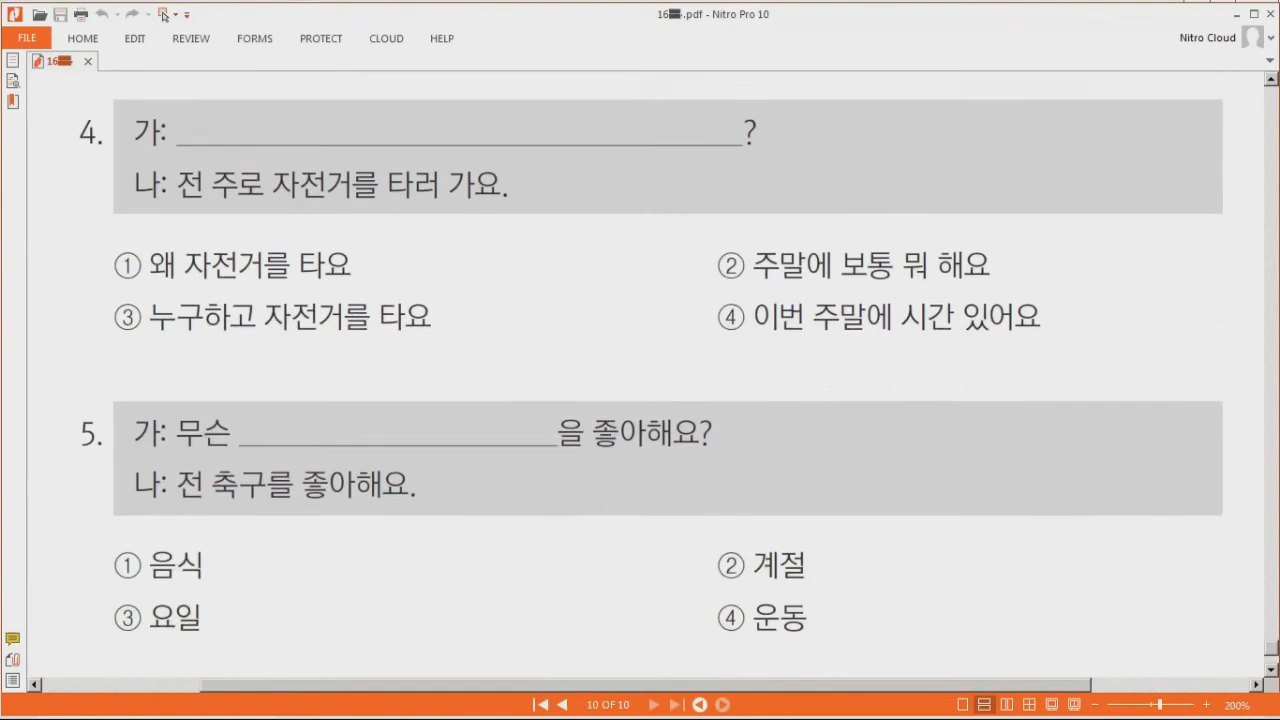 16 .pdf - Nitro Pro 10
FILE HOME EDIT REVIEW FORMS PROTECT CLOUD HELP
Nitro Cloud
16
4. 가: ?
나: 전 주로 자전거를 타러 가요.
① 왜 자전거를 타요
② 주말에 보통 뭐 해요
③ 누구하고 자전거를 타요
④ 이번 주말에 시간 있어요
5. 가: 무슨 을 좋아해요?
나: 전 축구를 좋아해요.
① 음식
② 계절
③ 요일
④ 운동
10 OF 10
200%